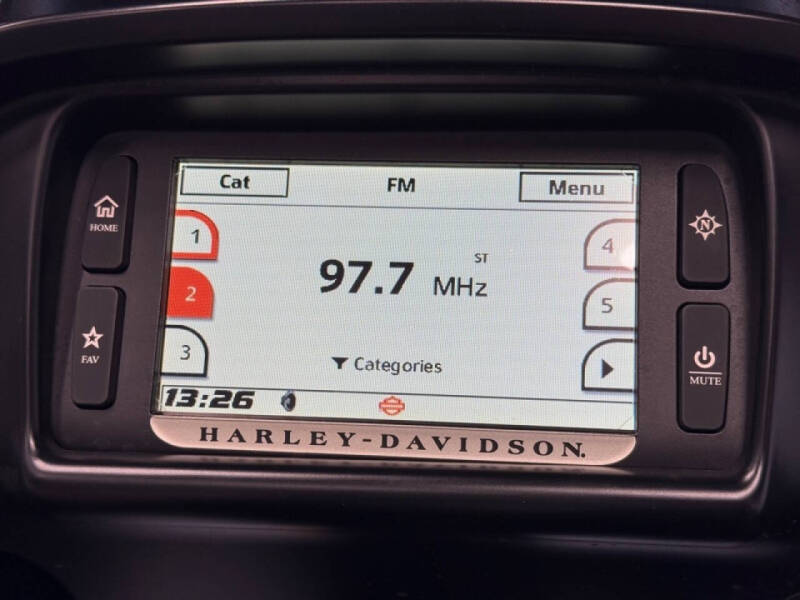 Cat FM Menu
HOME
1
4
N
ST
97.7 MHz
2
5
FAV
3
Categories
MUTE
13:26
HARLEY-DAVIDSON.